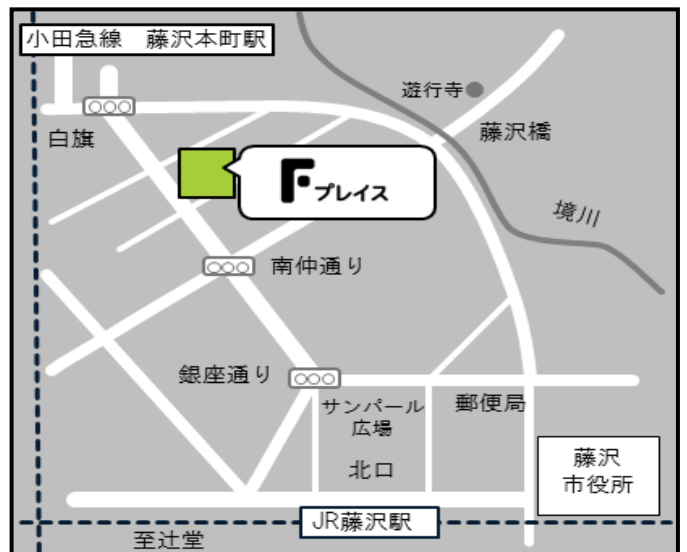 小田急線 藤沢本町駅
遊行寺
白旗
藤沢橋
Fプレイス
境川
南仲通り
銀座通り
サンパール
広場
郵便局
北口
藤沢
市役所
JR藤沢駅
至辻堂